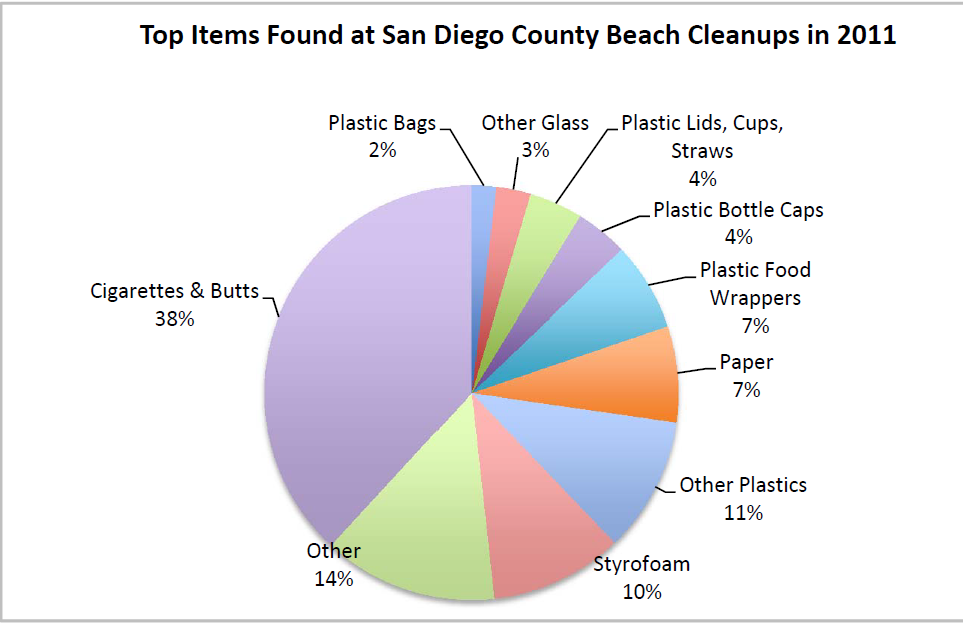 Top Items Found at San Diego County Beach Cleanups in 2011
Plastic Bags
2%
Other Glass
3%
Plastic Lids, Cups,
Straws
4%
Plastic Bottle Caps
4%
Plastic Food
Wrappers
7%
Paper
7%
Other Plastics
11%
Styrofoam
10%
Other
14%
Cigarettes & Butts
38%